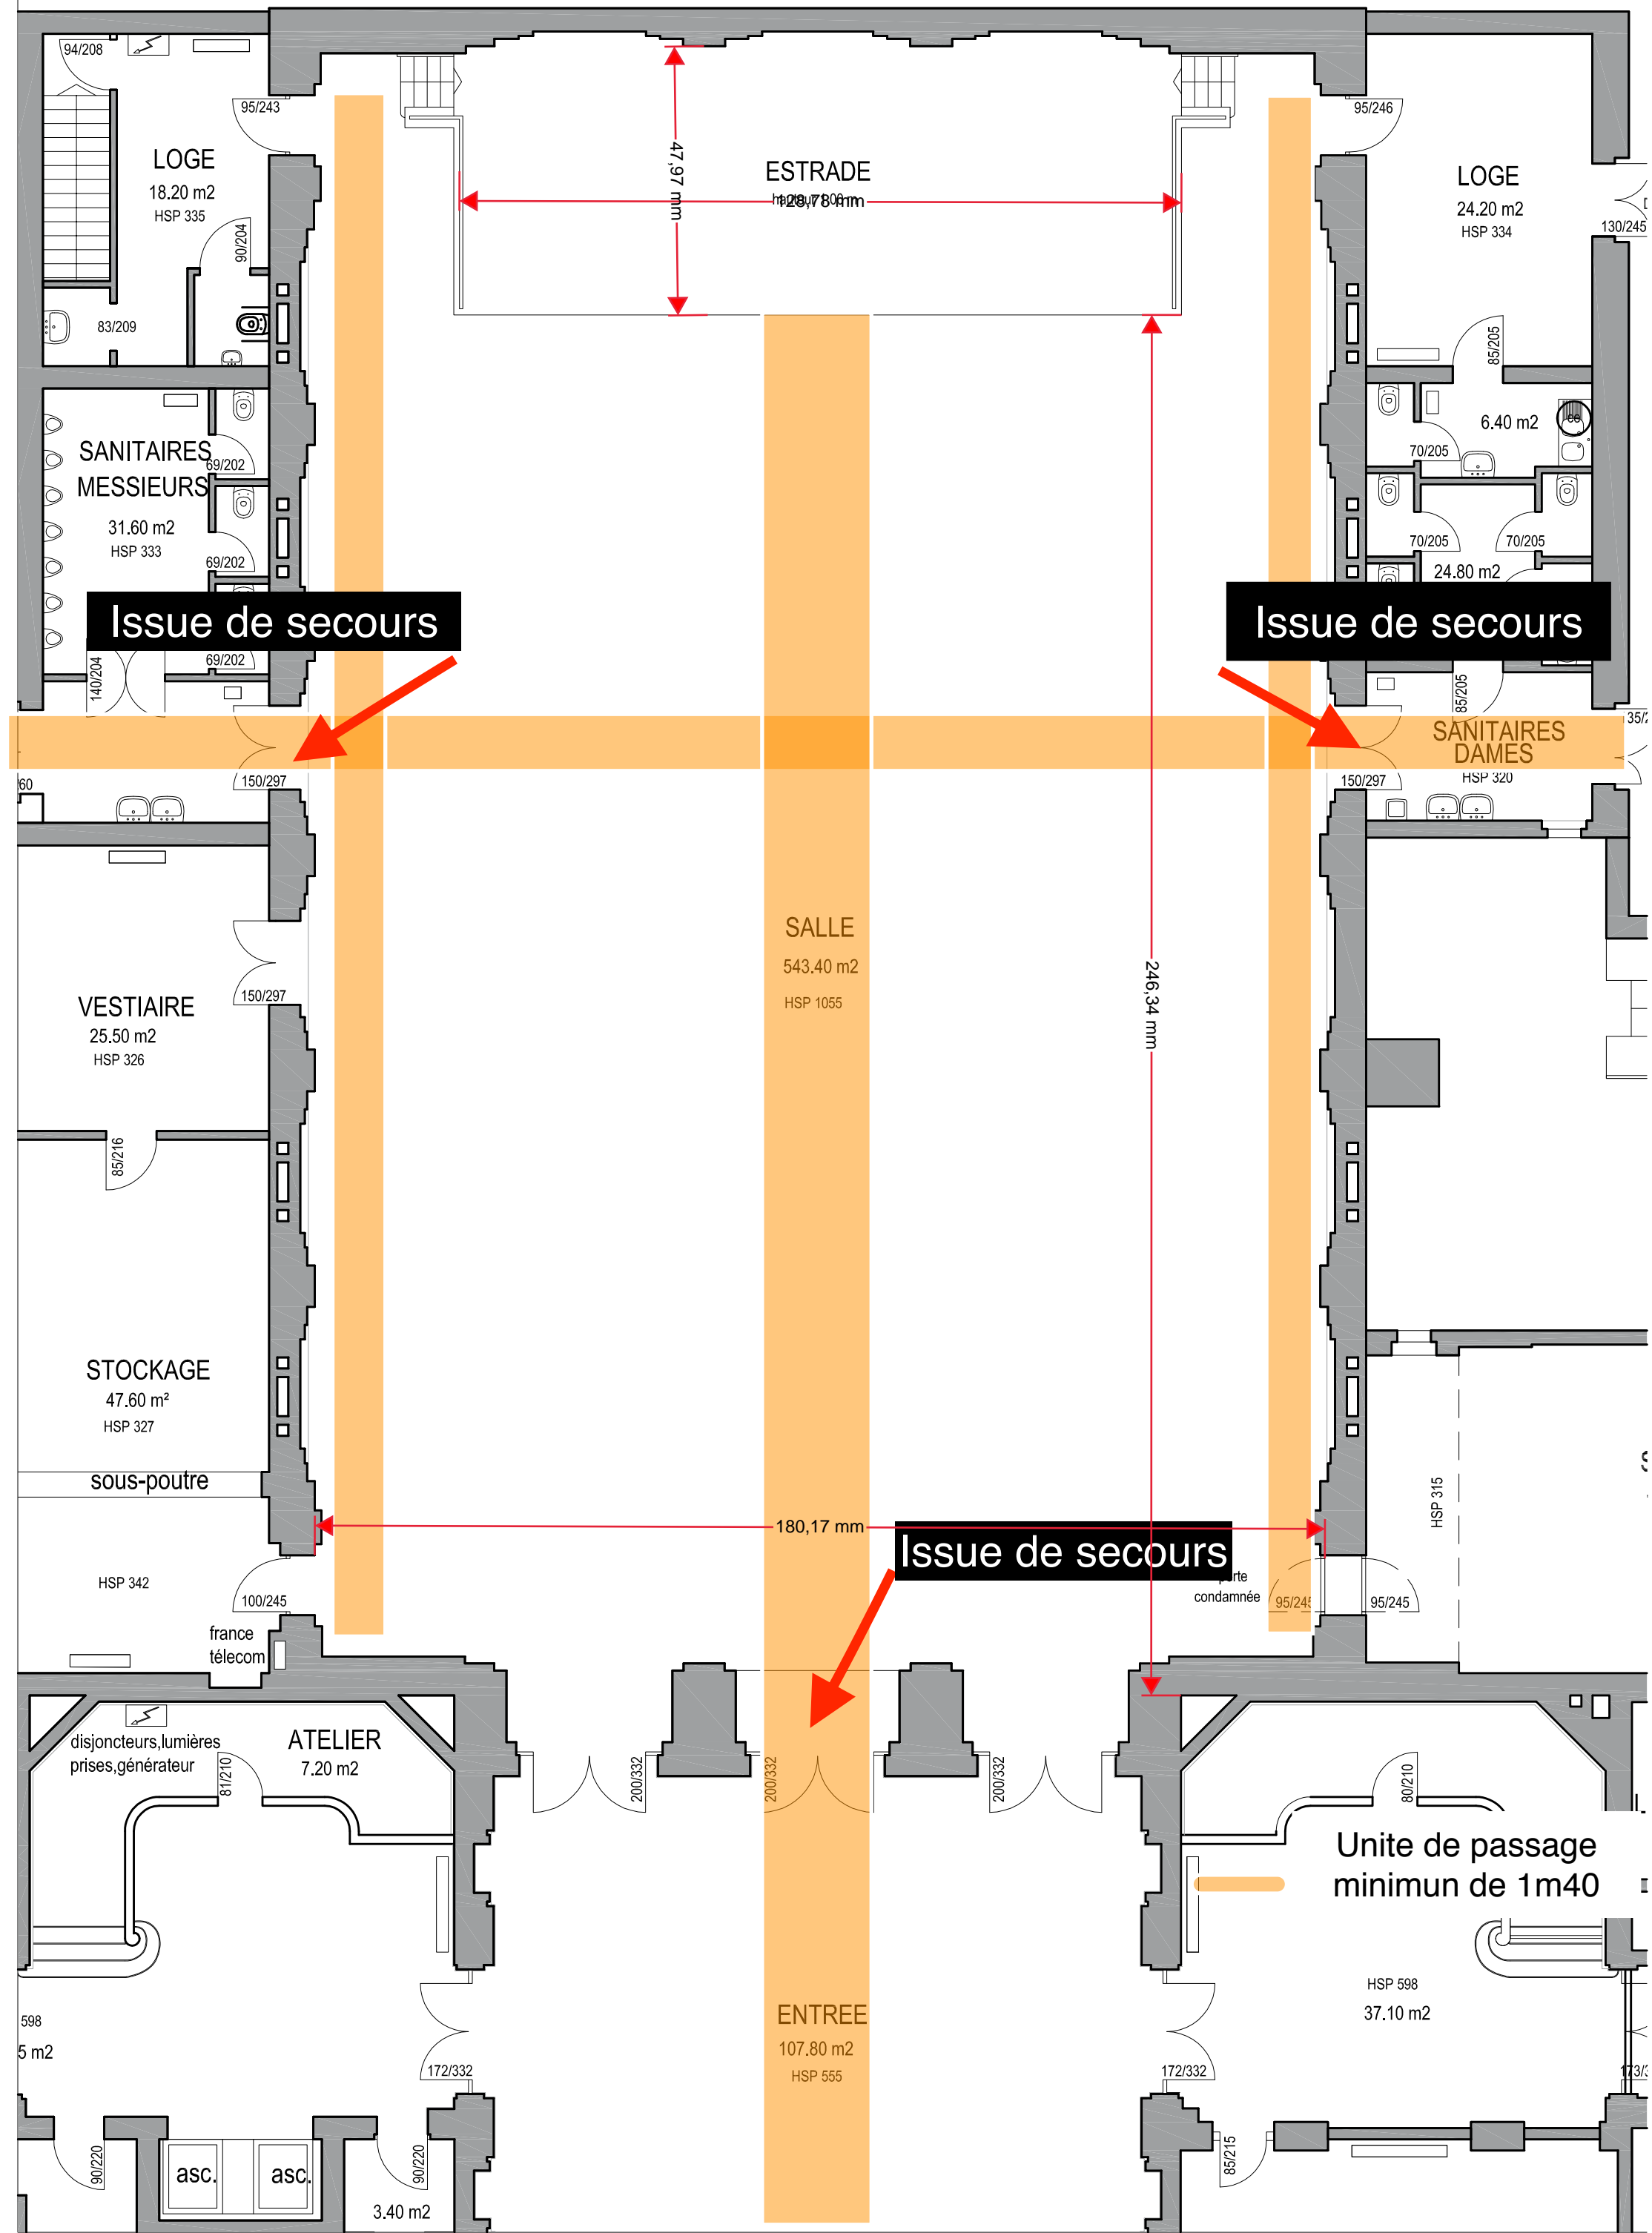 94/208
95/243
LOGE
18.20 m2
HSP 335
90/204
83/209
47,97 mm
ESTRADE
128,78 mm
95/246
LOGE
24.20 m2
HSP 334
130/245
85/205
6.40 m2
70/205
SANITAIRES
MESSIEURS
31.60 m2
HSP 333
69/202
69/202
69/202
140/204
70/205
70/205
24.80 m2
Issue de secours
Issue de secours
85/205
SANITAIRES
DAMES
HSP 320
150/297
150/297
SALLE
543.40 m2
HSP 1055
246,34 mm
VESTIAIRE
25.50 m2
HSP 326
150/297
85/216
STOCKAGE
47.60 m²
HSP 327
sous-poutre
HSP 342
100/245
france
télecom
180,17 mm
Issue de secours
porte
condamnée
95/245
95/245
HSP 315
disjoncteurs,lumières
prises,générateur
81/210
ATELIER
7.20 m2
200/332
200/332
200/332
80/210
Unite de passage
minimun de 1m40
HSP 598
37.10 m2
598
5 m2
ENTREE
107.80 m2
HSP 555
172/332
172/332
90/220
asc.
asc.
90/220
3.40 m2
85/215